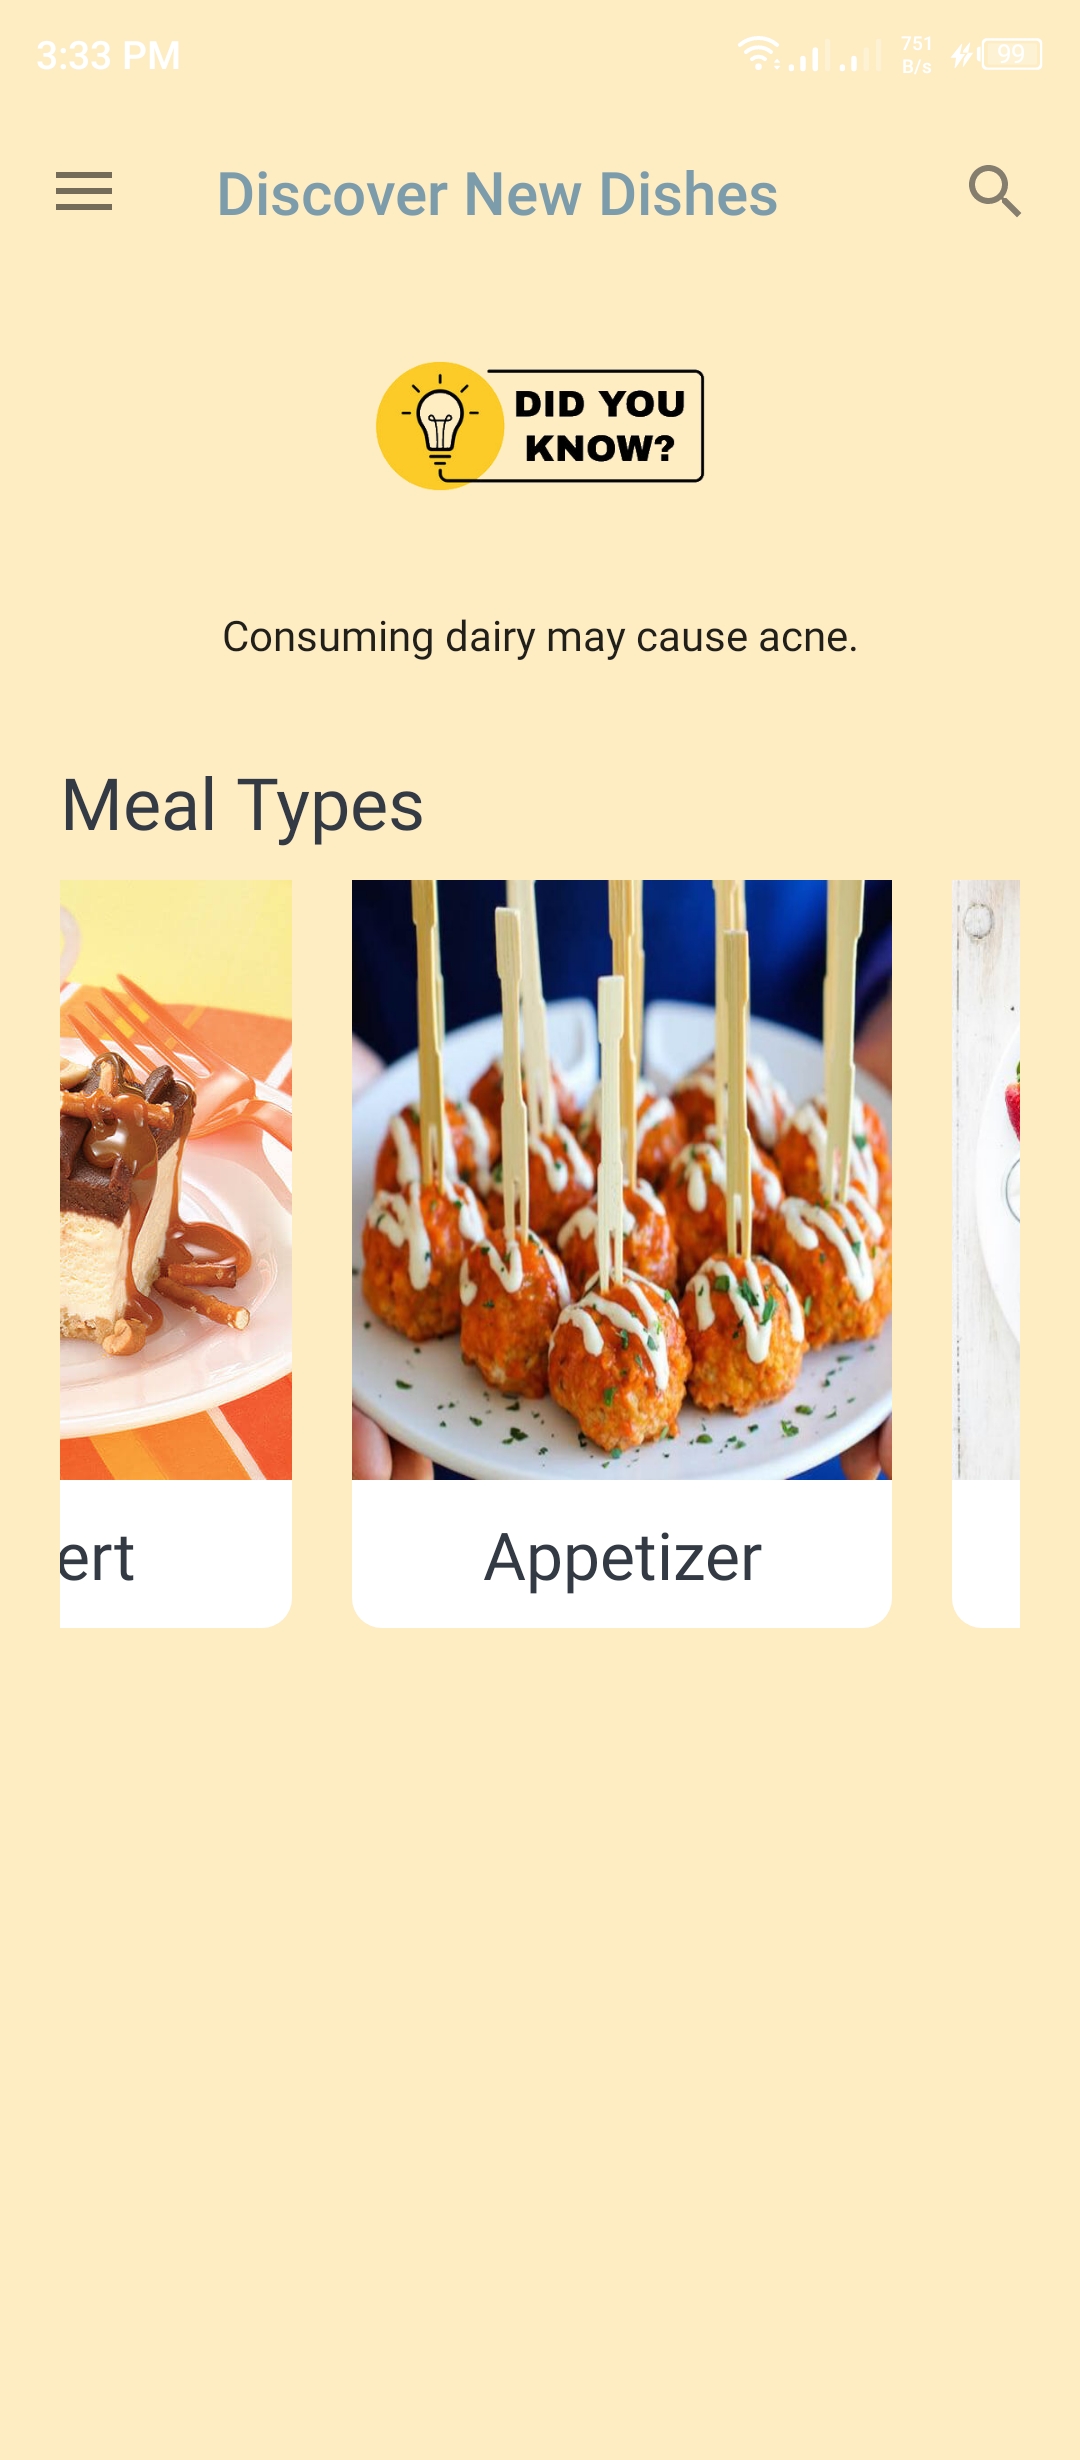 3:33 PM
751
B/s
99
Discover New Dishes
DID YOU
KNOW?
Consuming dairy may cause acne.
Meal Types
ert
Appetizer